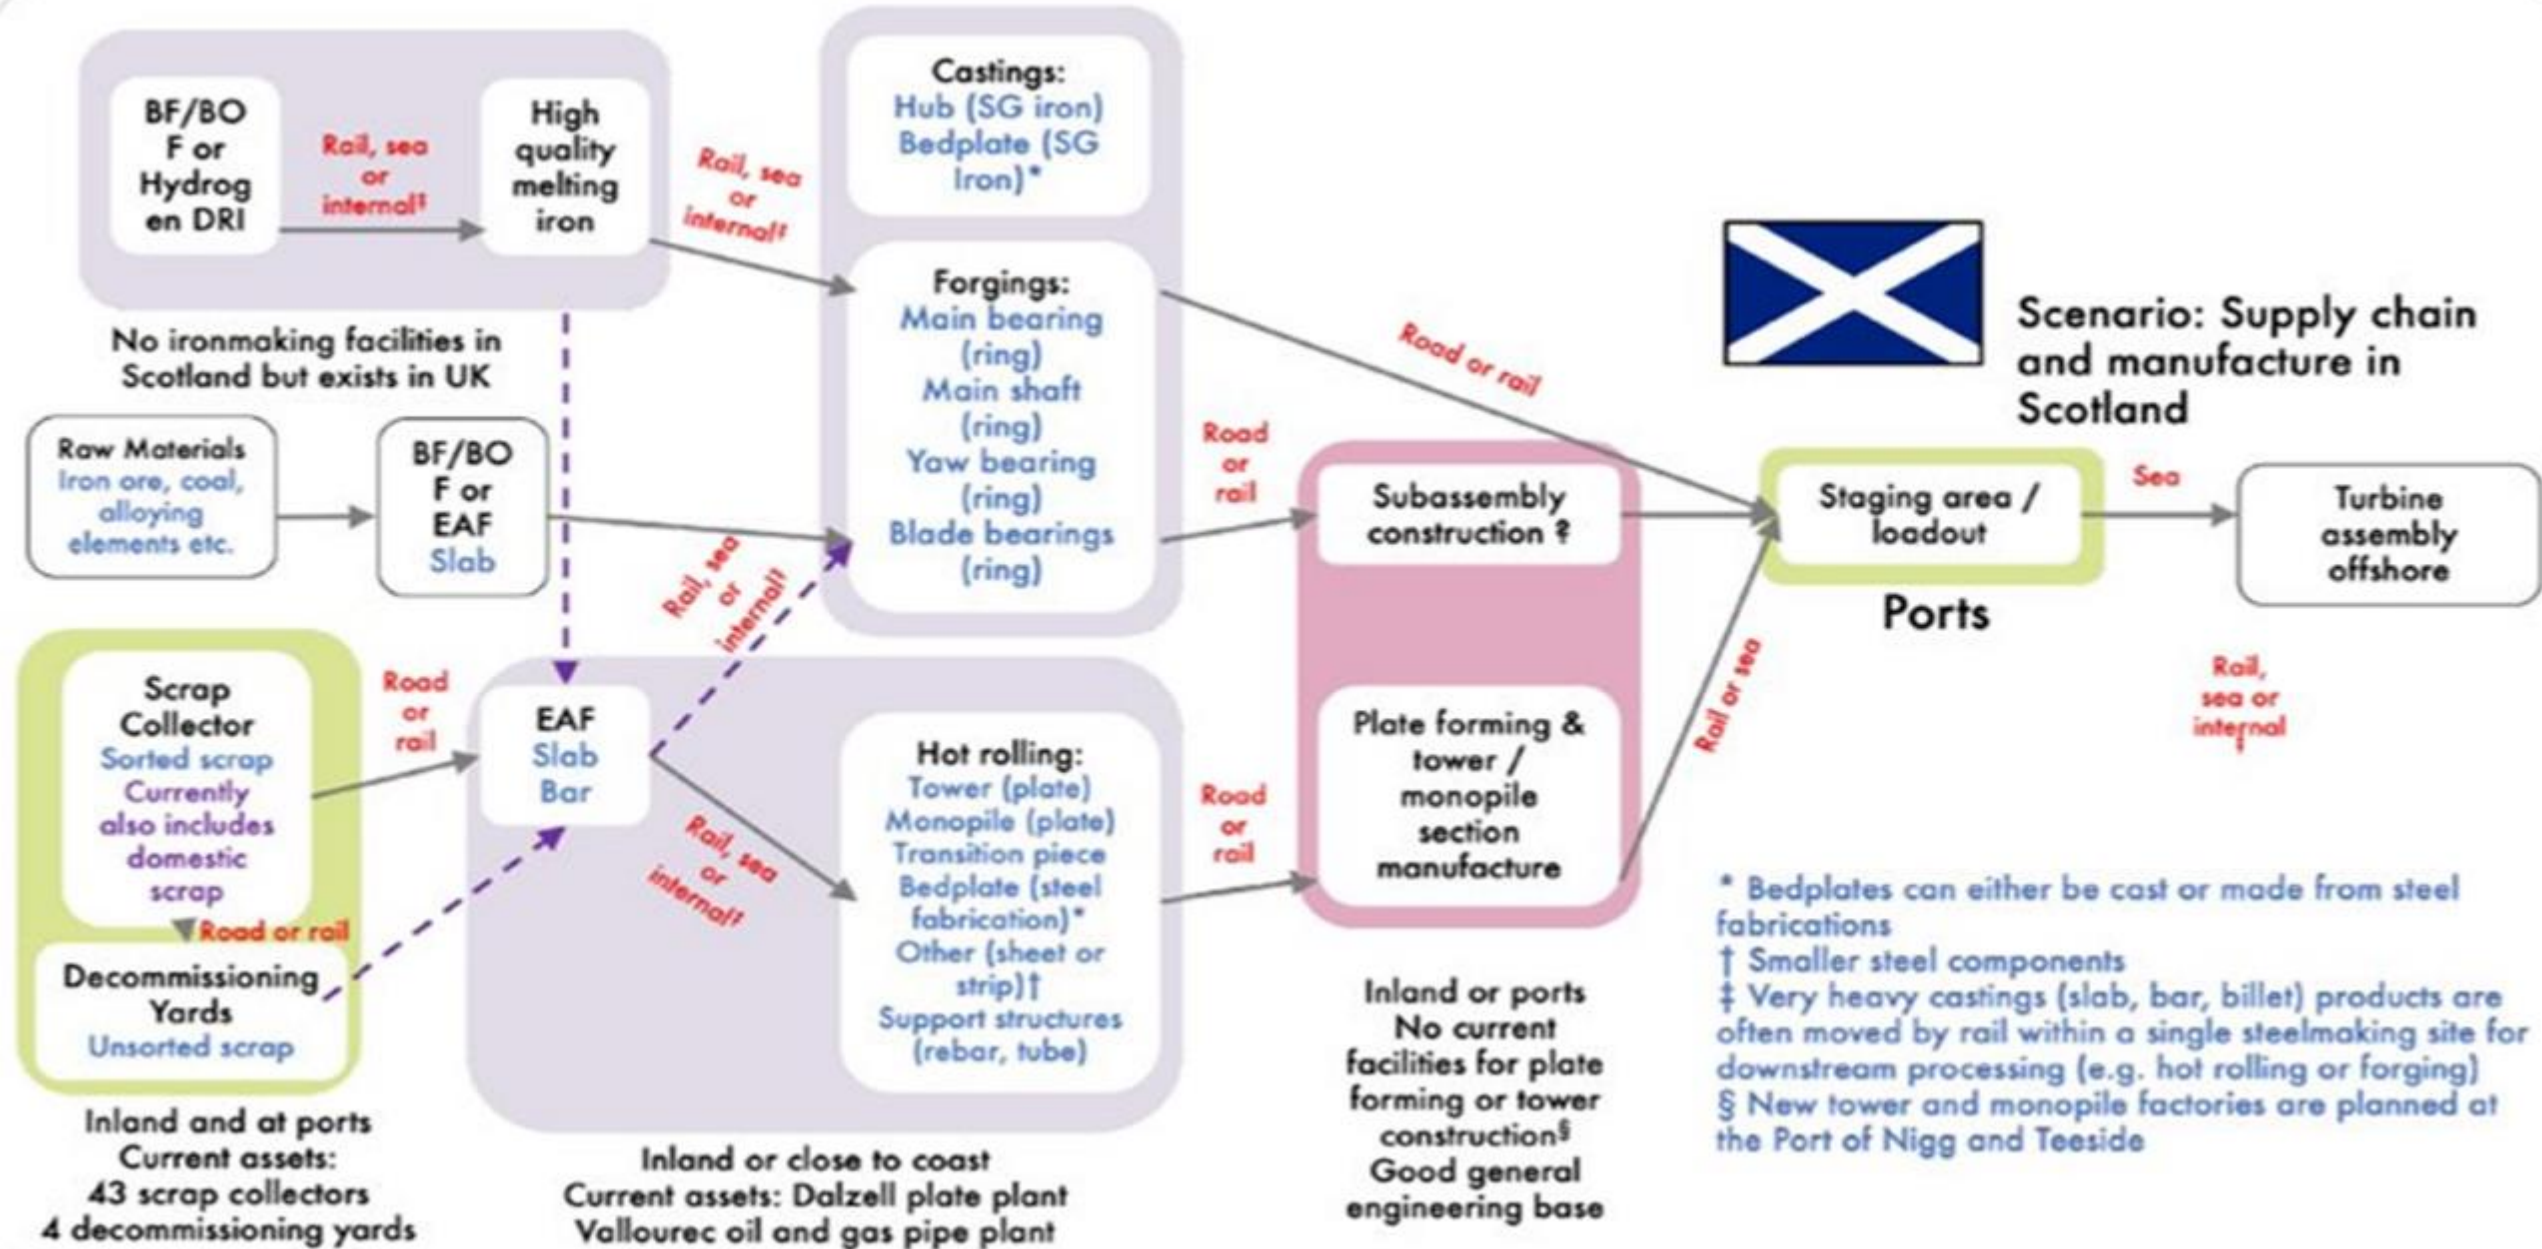 BF/BO
F or
Hydrog
en DRI
Rail, sea
or
internal‡
High
quality
melting
iron
Rail, sea
or
internal‡
No ironmaking facilities in
Scotland but exists in UK
Castings:
Hub (SG iron)
Bedplate (SG
Iron)*
Forgings:
Main bearing
(ring)
Main shaft
(ring)
Yaw bearing
(ring)
Blade bearings
(ring)
Raw Materials
Iron ore, coal,
alloying
elements etc.
BF/BO
F or
EAF
Slab
Rail, sea
or
internal‡
Scrap
Collector
Sorted scrap
Currently
also includes
domestic
scrap
Road or rail
Decommissioning
Yards
Unsorted scrap
Inland and at ports
Current assets:
43 scrap collectors
4 decommissioning yards
Road
or
rail
EAF
Slab
Bar
Rail, sea
or
internal‡
Hot rolling:
Tower (plate)
Monopile (plate)
Transition piece
Bedplate (steel
fabrication)*
Other (sheet or
strip)†
Support structures
(rebar, tube)
Inland or close to coast
Current assets: Dalzell plate plant
Vallourec oil and gas pipe plant
Road or rail
Road
or
rail
Subassembly
construction ?
Road
or
rail
Plate forming &
tower /
monopile
section
manufacture
Inland or ports
No current
facilities for plate
forming or tower
construction§
Good general
engineering base
Rail or sea
Scenario: Supply chain
and manufacture in
Scotland
Staging area /
loadout
Ports
Sea
Turbine
assembly
offshore
Rail,
sea or
internal
‡
* Bedplates can either be cast or made from steel
fabrications
† Smaller steel components
‡ Very heavy castings (slab, bar, billet) products are
often moved by rail within a single steelmaking site for
downstream processing (e.g. hot rolling or forging)
§ New tower and monopile factories are planned at
the Port of Nigg and Teeside